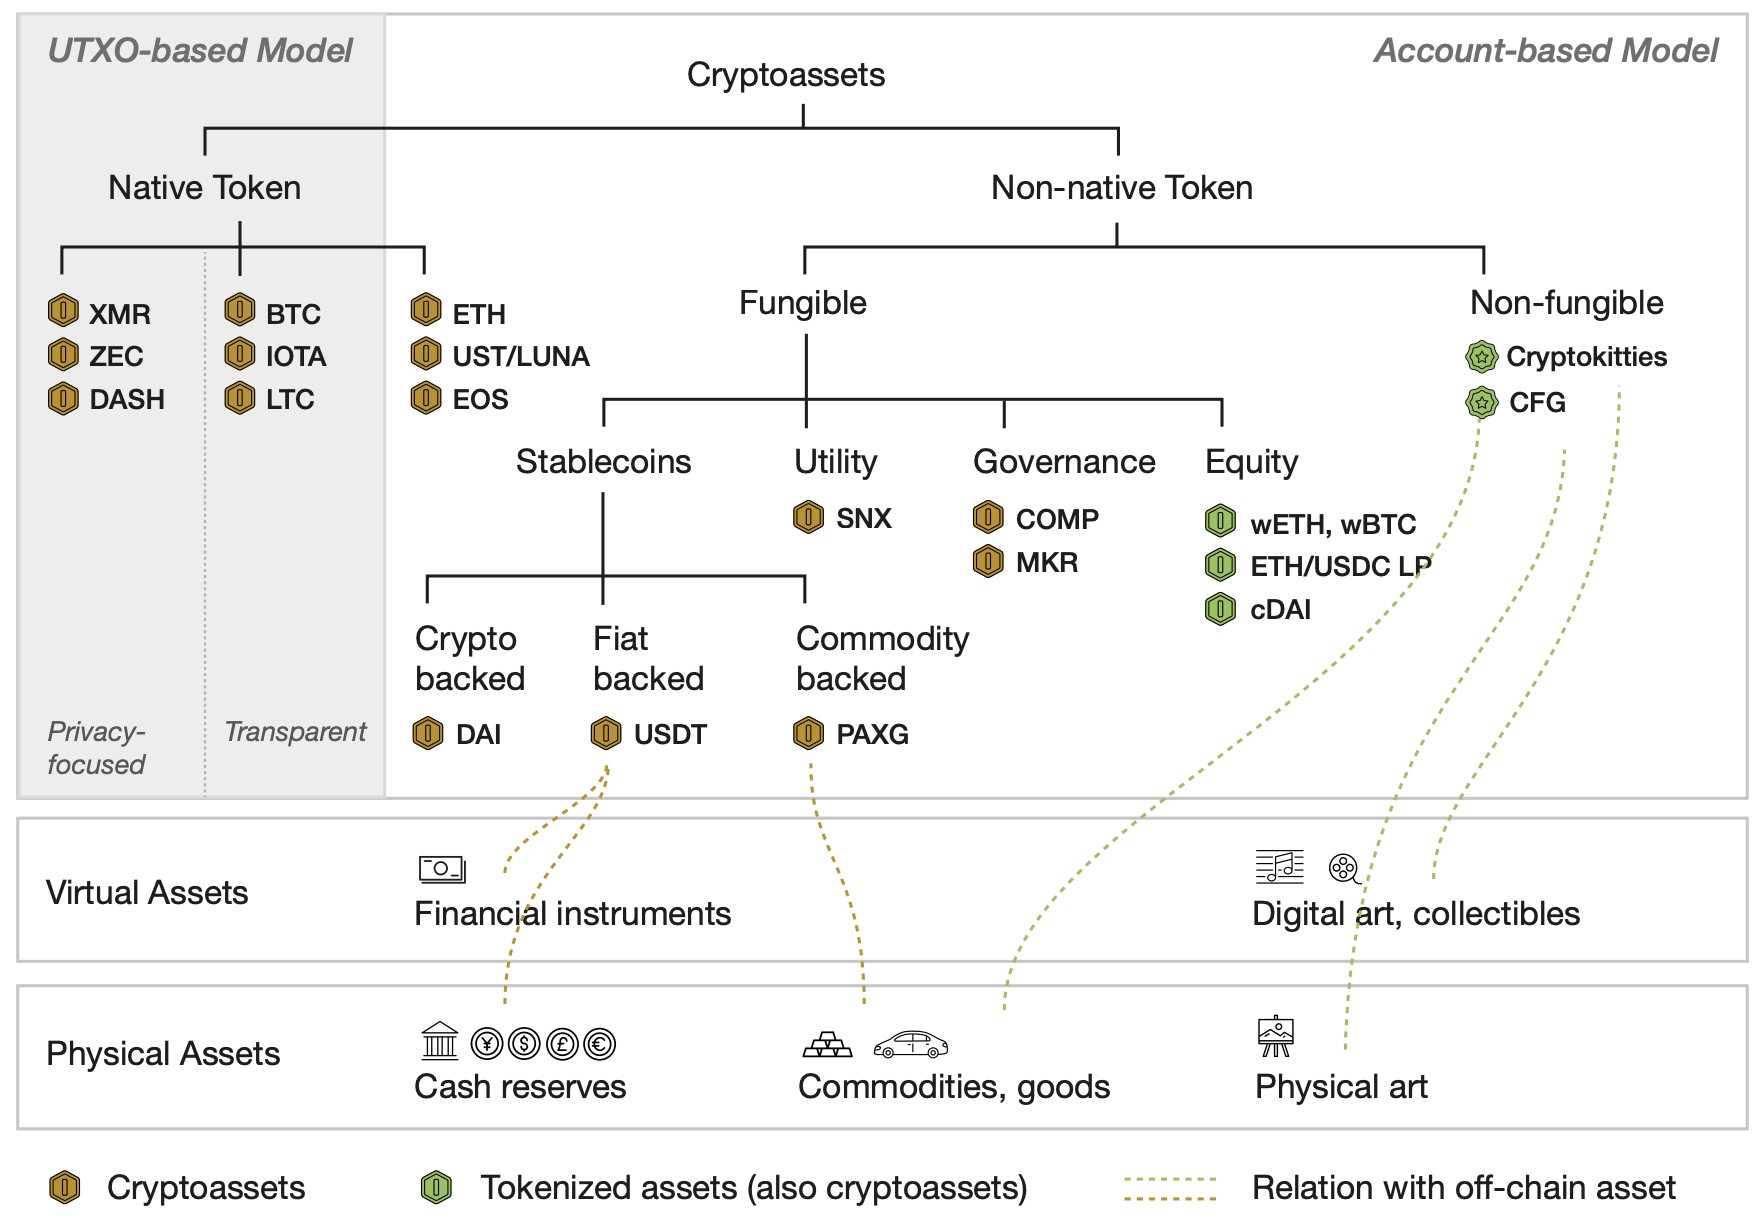 UTXO-based Model
Account-based Model
Cryptoassets
Native Token
Non-native Token
XMR
ZEC
DASH
BTC
IOTA
LTC
ETH
UST/LUNA
EOS
Fungible
Non-fungible
Cryptokitties
CFG
Stablecoins
Utility
SNX
Governance
COMP
MKR
Equity
wETH, wBTC
ETH/USDC LP
cDAI
Crypto
backed
DAI
Fiat
backed
USDT
Commodity
backed
PAXG
Privacy-
focused
Transparent
Virtual Assets
Financial instruments
Digital art, collectibles
Physical Assets
Cash reserves
Commodities, goods
Physical art
Cryptoassets
Tokenized assets (also cryptoassets)
Relation with off-chain asset